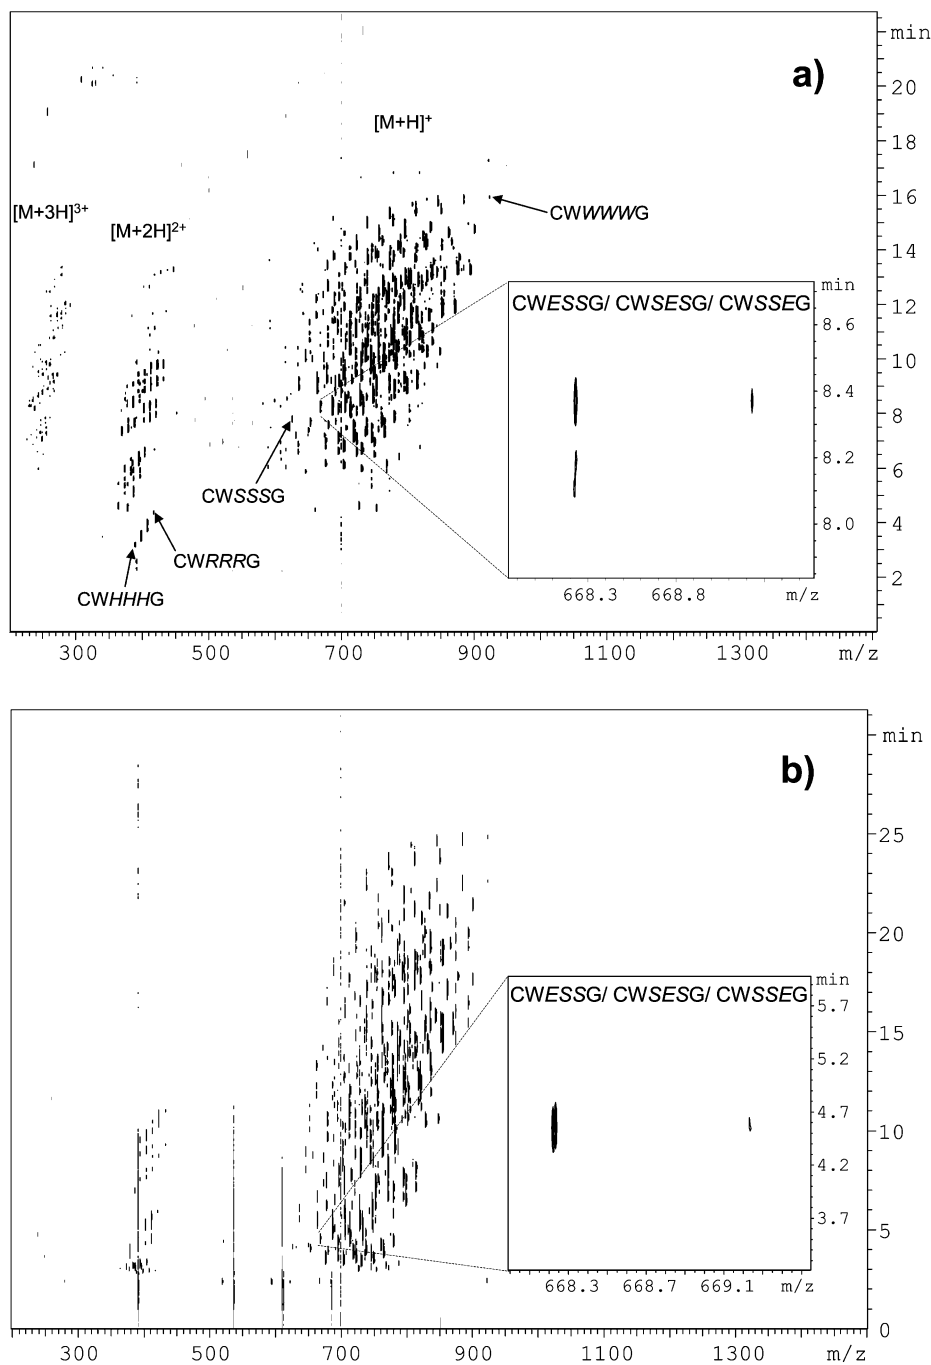 min
a)
20
[M+H]+
18
[M+3H]3+
16
CWWWWG
[M+2H]2+
14
min
CWESSG/ CWSESG/ CWSSEG
12
8.6
10
8.4
8
8.2
CWSSSG
6
8.0
4
CWRRRG
2
CWHHHG
668.3 668.8 m/z
300 500 700 900 1100 1300 m/z
min
b)
25
20
min
CWESSG/ CWSESG/ CWSSEG
5.7
15
5.2
4.7
10
4.2
3.7
5
668.3 668.7 669.1 m/z
0
300 500 700 900 1100 1300 m/z